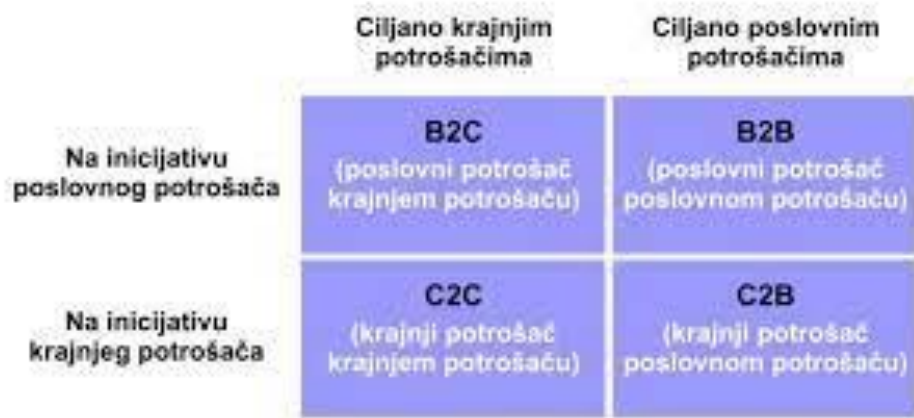 Ciljano krajnjim
potrošačima
Ciljano poslovnim
potrošačima
Na inicijativu
poslovnog potrošača
B2C
(poslovni potrošač
krajnjem potrošaču)
B2B
(poslovni potrošač
poslovnom potrošaču)
Na inicijativu
krajnjeg potrošača
C2C
(krajnji potrošač
krajnjem potrošaču)
C2B
(krajnji potrošač
poslovnom potrošaču)